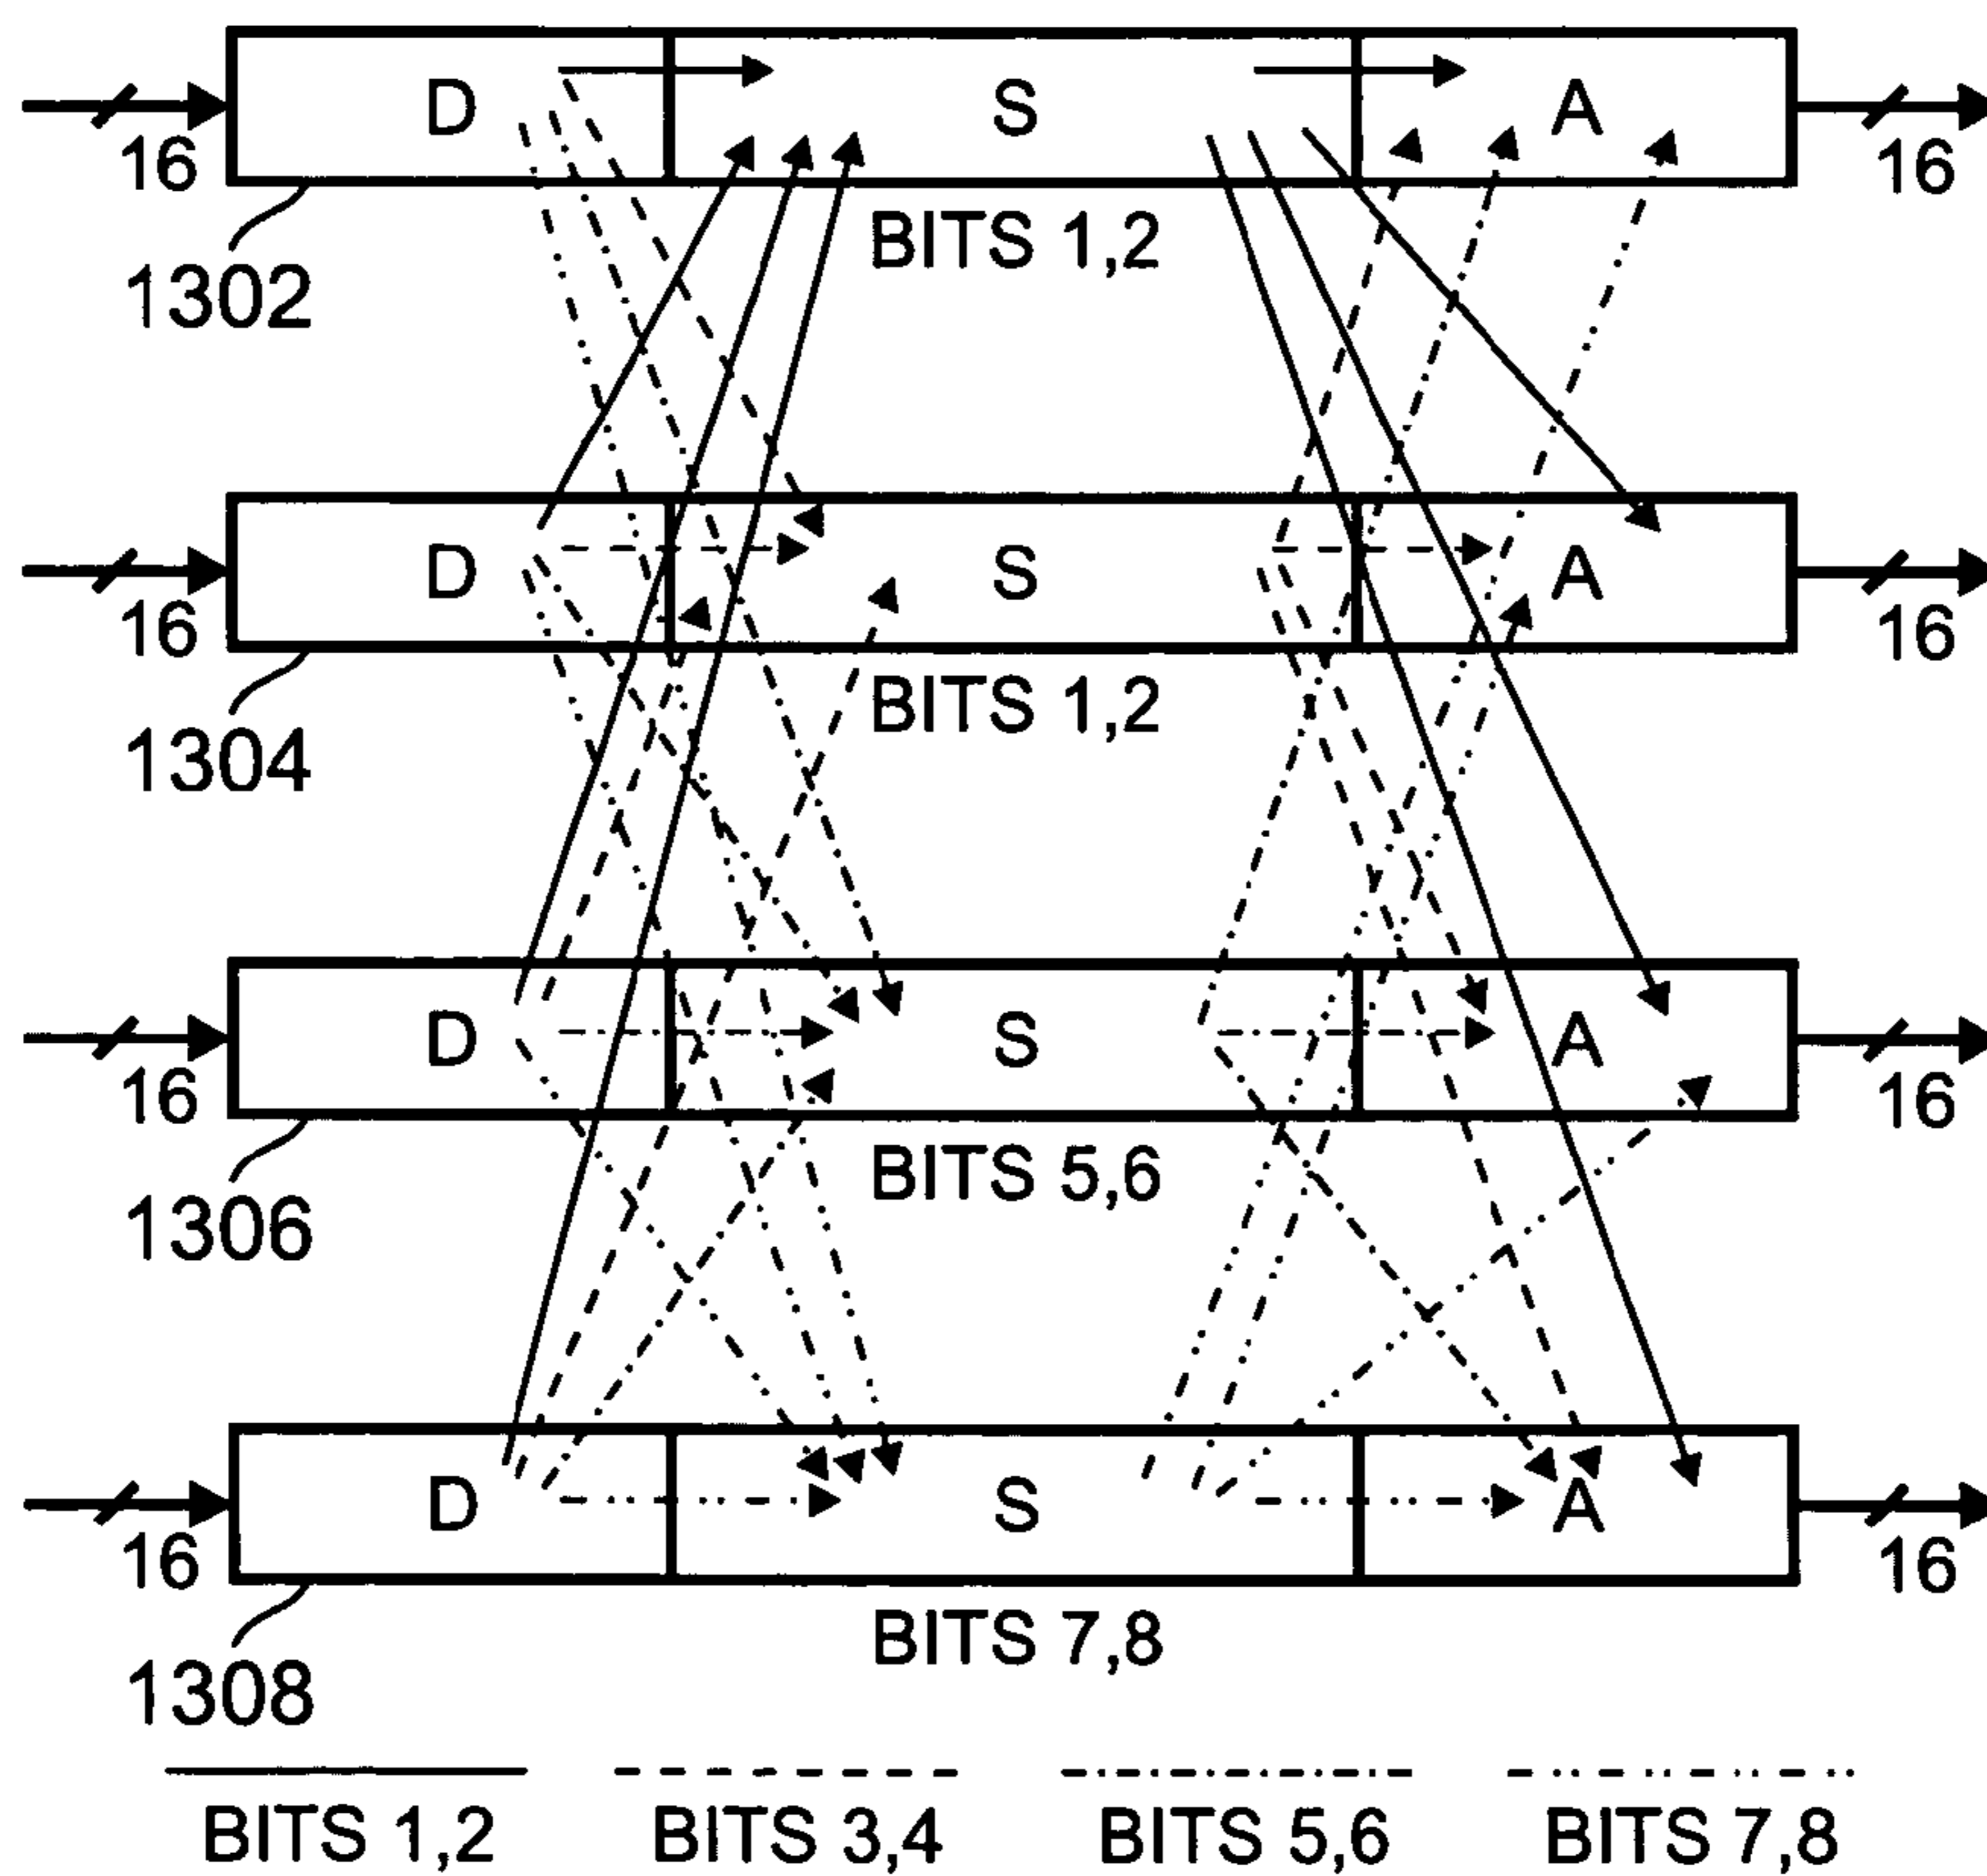 D S A
16 16
BITS 1,2
1302
D S A
16 16
BITS 1,2
1304
D S A
16 16
BITS 5,6
1306
D S A
16 16
BITS 7,8
1308
BITS 1,2 BITS 3,4 BITS 5,6 BITS 7,8